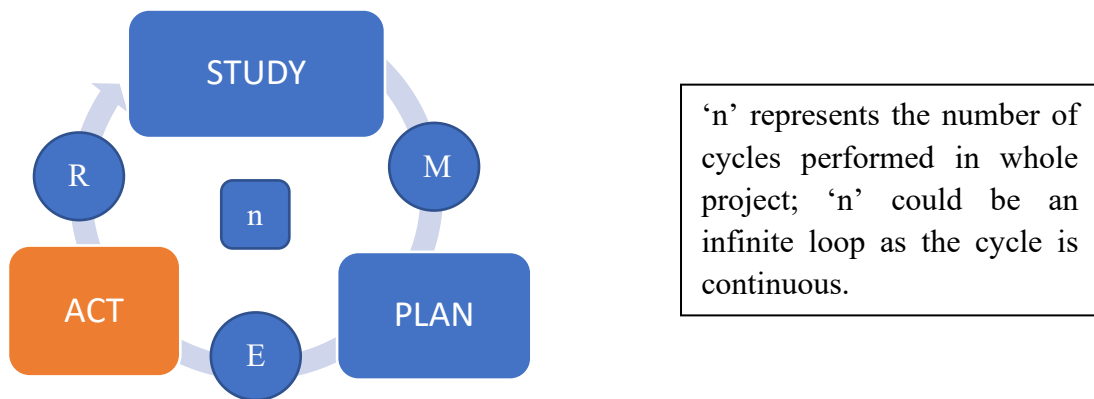 STUDY
R
M
n
ACT
PLAN
E
‘n’ represents the number of
cycles performed in whole
project; ‘n’ could be an
infinite loop as the cycle is
continuous.